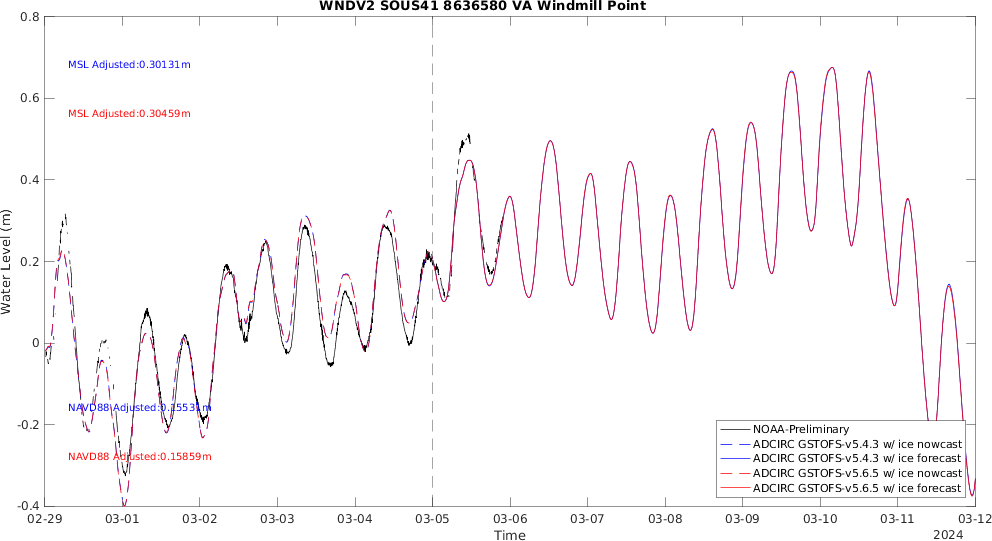 WNDV2 SOUS41 8636580 VA Windmill Point
0.8
0.6
0.4
0.2
0
-0.2
-0.4
Water Level (m)
MSL Adjusted:0.30131m
MSL Adjusted:0.30459m
NAVD88 Adjusted:0.15531m
NAVD88 Adjusted:0.15859m
NOAA-Preliminary
ADCIRC GSTOFS-v5.4.3 w/ ice nowcast
ADCIRC GSTOFS-v5.4.3 w/ ice forecast
ADCIRC GSTOFS-v5.6.5 w/ ice nowcast
ADCIRC GSTOFS-v5.6.5 w/ ice forecast
02-29 03-01 03-02 03-03 03-04 03-05 03-06 03-07 03-08 03-09 03-10 03-11 03-12
Time
2024